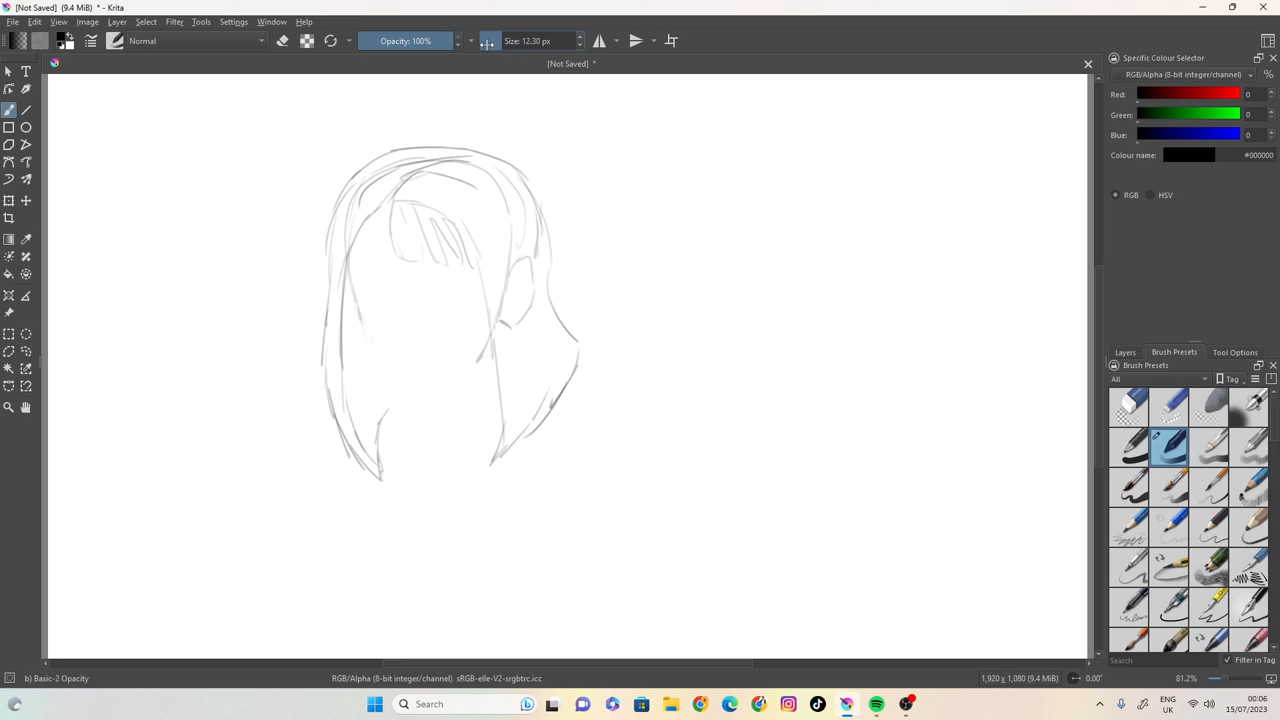 [Not Saved]  (9.4 MiB)  * - Krita
File Edit View Image Layer Select Filter Tools Settings Window Help
Normal Opacity: 100% Size: 12.30 px
[Not Saved]  *
Specific Colour Selector
RGB/Alpha (8-bit integer/channel) %
Red: 0
Green: 0
Blue: 0
Colour name: #000000
RGB HSV
Layers Brush Presets Tool Options
Brush Presets
All Tag
Search Filter in Tag
b) Basic-2 Opacity RGB/Alpha (8-bit integer/channel)  sRGB-elle-V2-srgbtrc.icc 1,920 x 1,080 (9.4 MiB) 0.00° 81.2%
Search ENG UK 00:06 15/07/2023